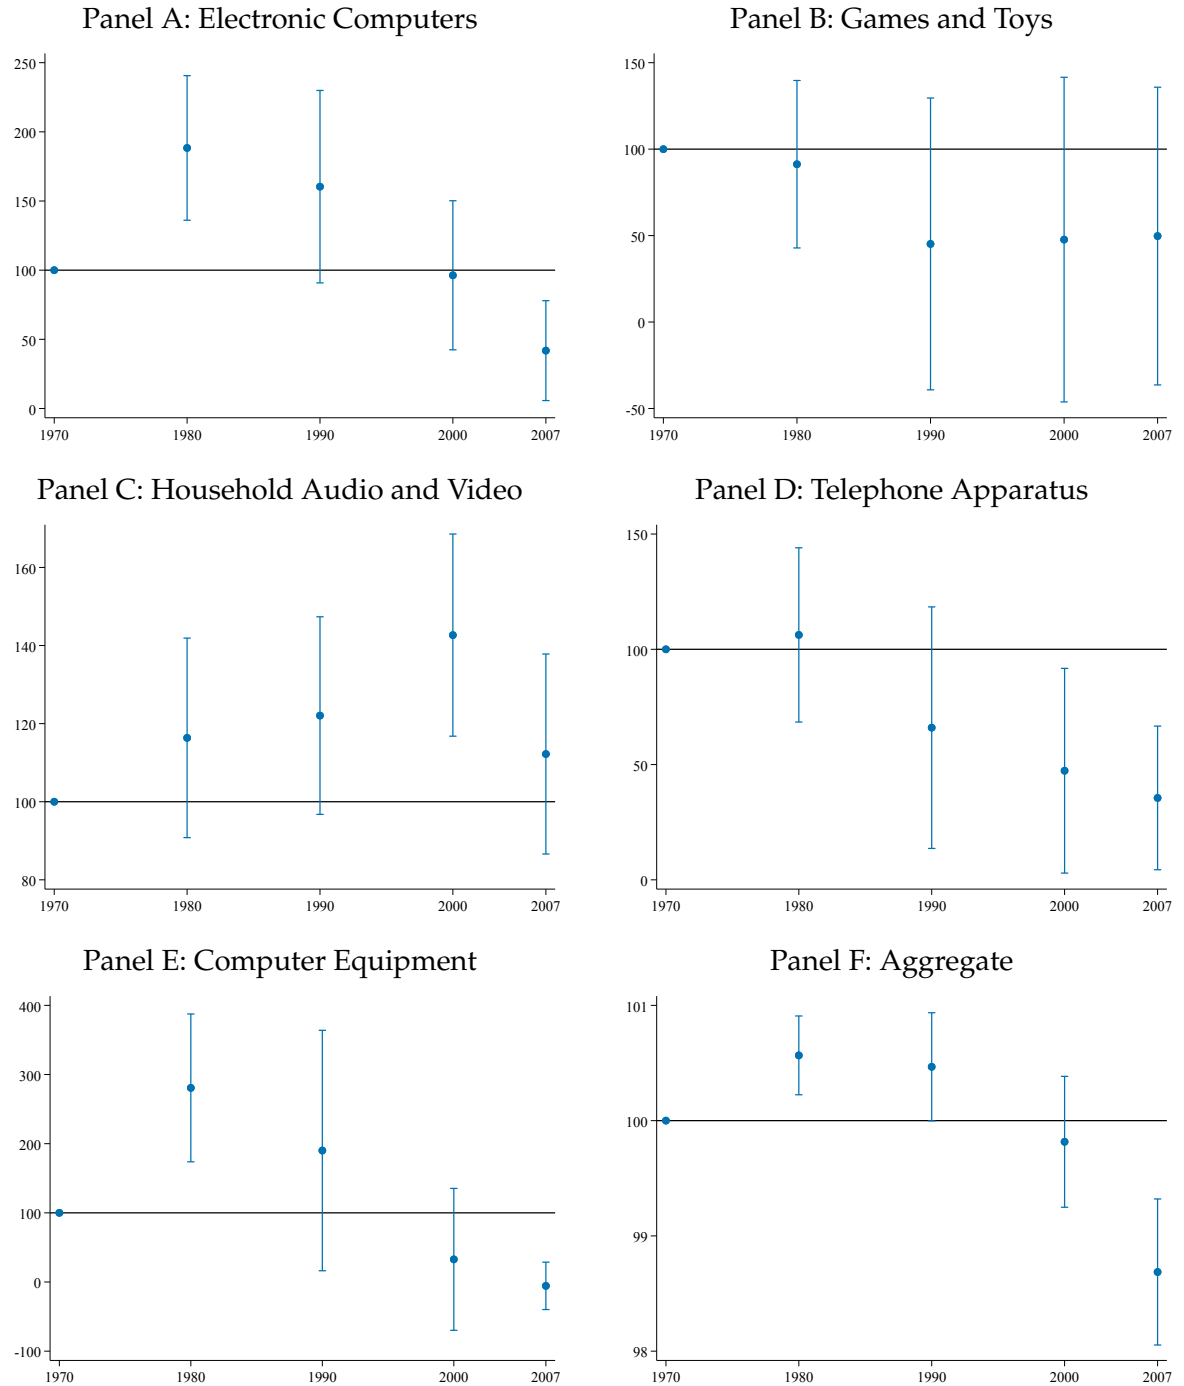 Panel A: Electronic Computers
250
200
150
100
50
0
1970 1980 1990 2000 2007
Panel B: Games and Toys
150
100
50
0
-50
1970 1980 1990 2000 2007
Panel C: Household Audio and Video
160
140
120
100
80
1970 1980 1990 2000 2007
Panel D: Telephone Apparatus
150
100
50
0
1970 1980 1990 2000 2007
Panel E: Computer Equipment
400
300
200
100
0
-100
1970 1980 1990 2000 2007
Panel F: Aggregate
101
100
99
98
1970 1980 1990 2000 2007